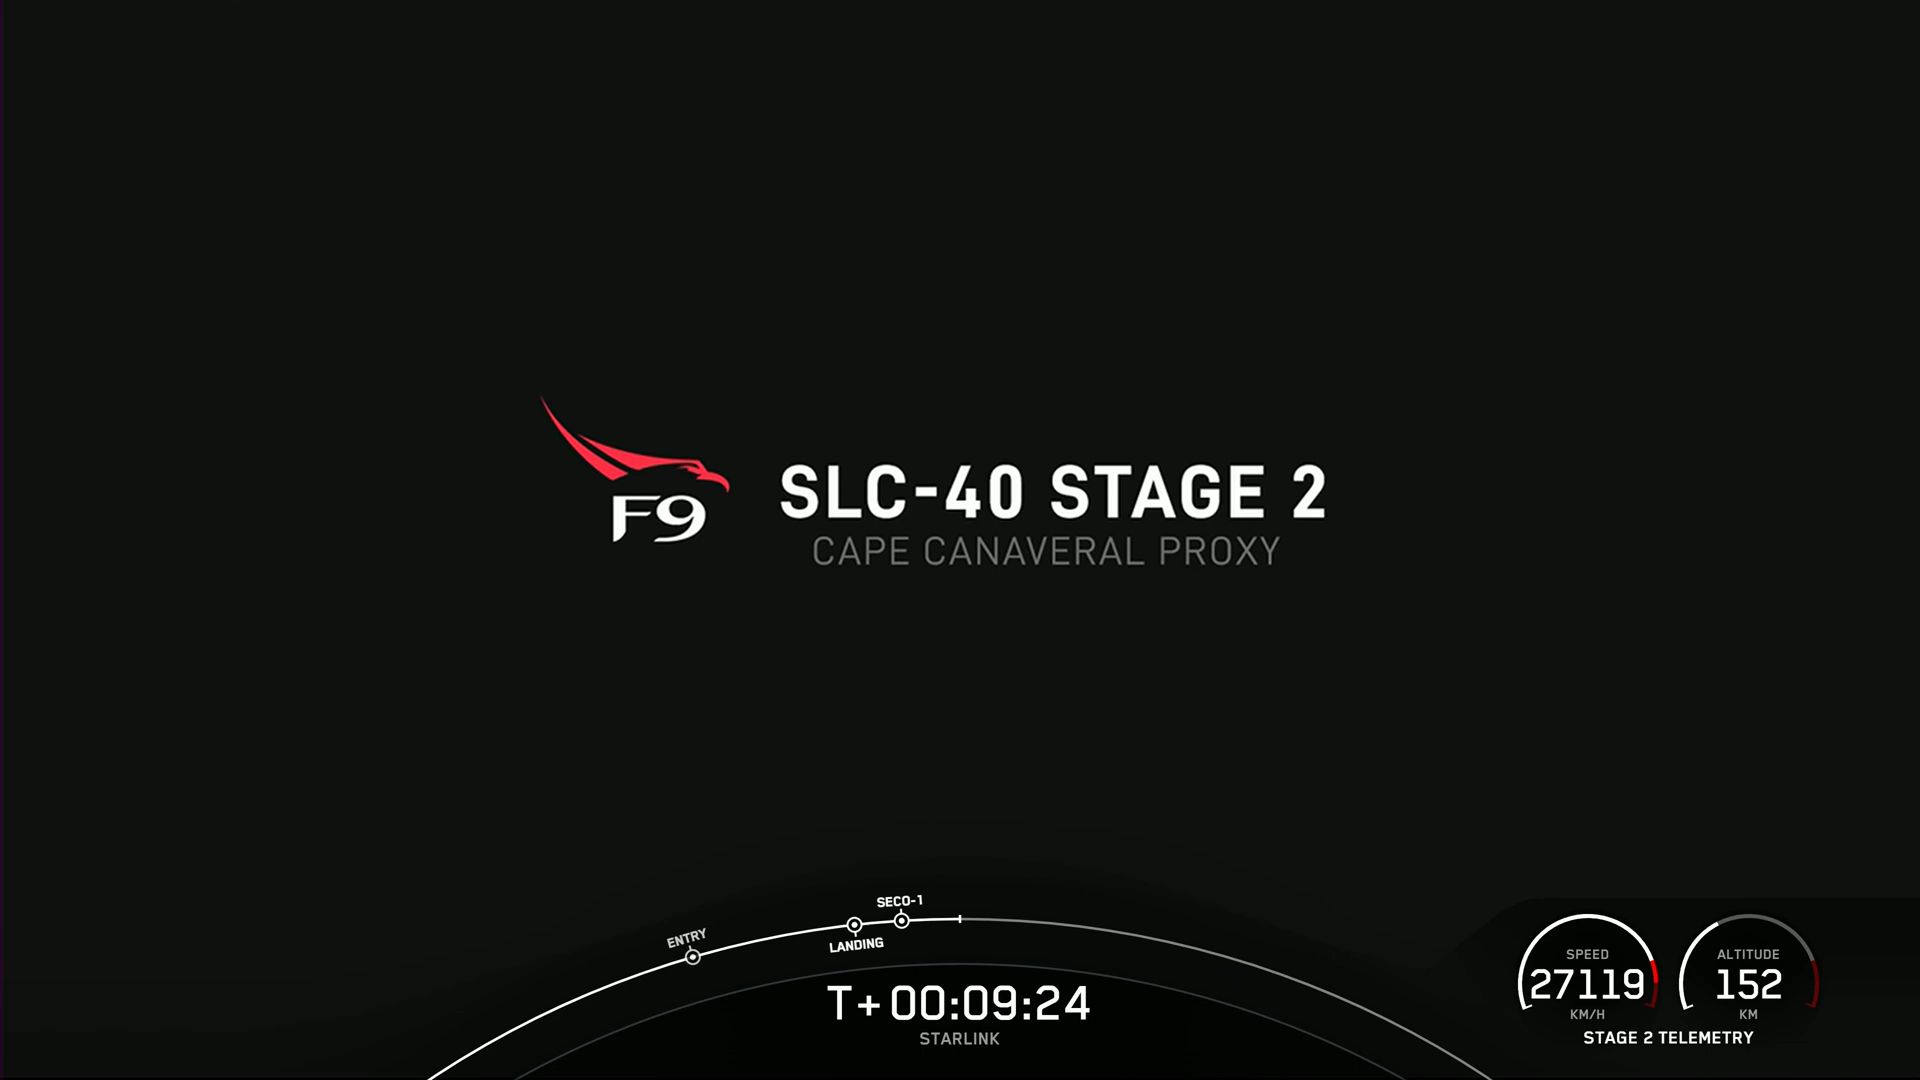 F9
SLC-40 STAGE 2
CAPE CANAVERAL PROXY
ENTRY
LANDING
SECO-1
T+00:09:24
STARLINK
SPEED
27119
KM/H
ALTITUDE
152
KM
STAGE 2 TELEMETRY